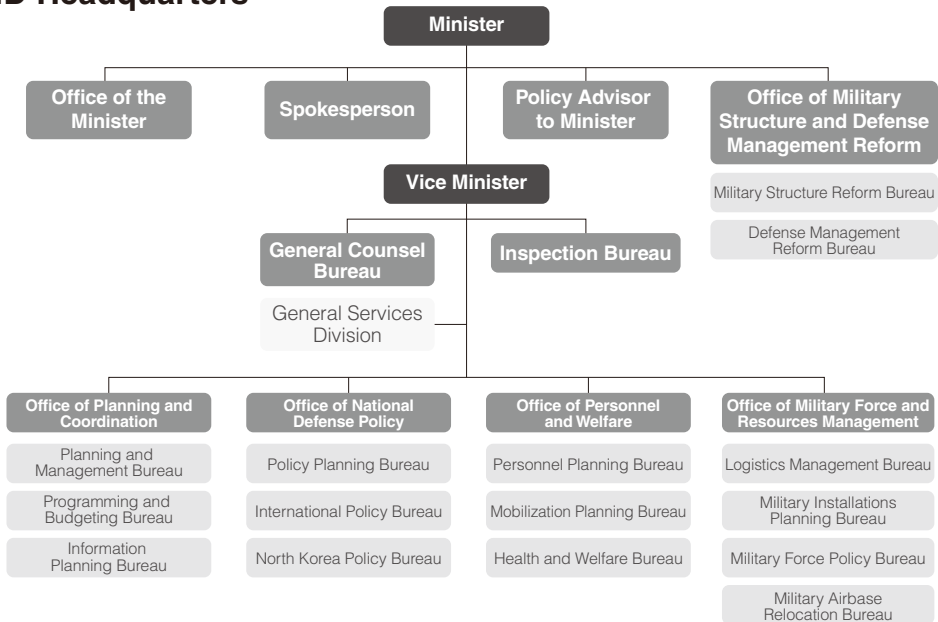 Headquarters
Minister
Office of the
Minister
Spokesperson
Policy Advisor
to Minister
Office of Military
Structure and Defense
Management Reform
Military Structure Reform Bureau
Defense Management
Reform Bureau
Vice Minister
General Counsel
Bureau
Inspection Bureau
General Services
Division
Office of Planning and
Coordination
Planning and
Management Bureau
Programming and
Budgeting Bureau
Information
Planning Bureau
Office of National
Defense Policy
Policy Planning Bureau
International Policy Bureau
North Korea Policy Bureau
Office of Personnel
and Welfare
Personnel Planning Bureau
Mobilization Planning Bureau
Health and Welfare Bureau
Office of Military Force and
Resources Management
Logistics Management Bureau
Military Installations
Planning Bureau
Military Force Policy Bureau
Military Airbase
Relocation Bureau